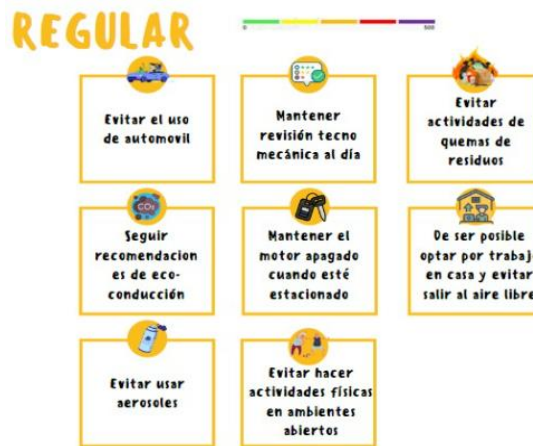 REGULAR
0
500
Evitar el uso
de automovil
Mantener
revisión tecno
mecánica al día
Evitar
actividades de
quemas de
residuos
CO₂
Seguir
recomendacion
es de eco-
conducción
Mantener el
motor apagado
cuando esté
estacionado
De ser posible
optar por trabajo
en casa y evitar
salir al aire libre
Evitar usar
aerosoles
Evitar hacer
actividades físicas
en ambientes
abiertos